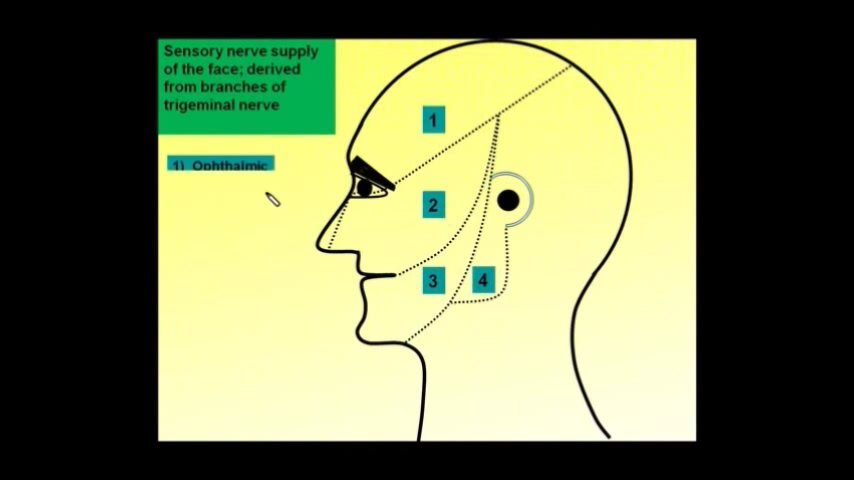 Sensory nerve supply
of the face; derived
from branches of
trigeminal nerve
1) Ophthalmic
1
2
3
4